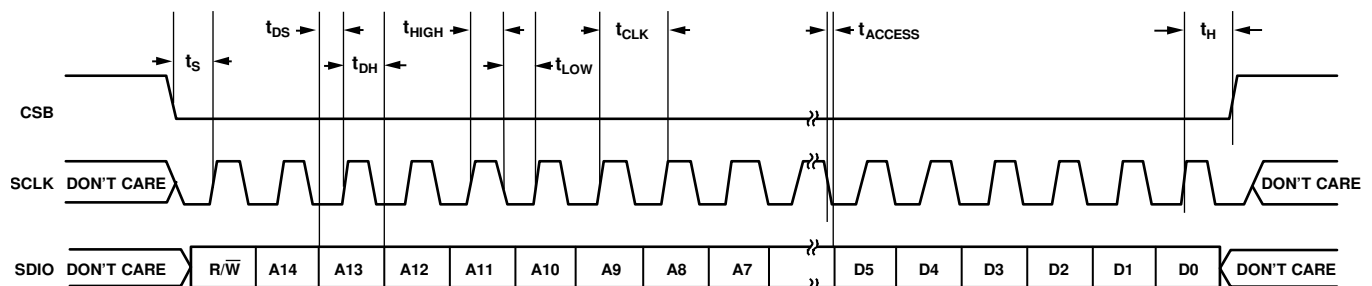 tDS tHIGH tCLK tACCESS tH
tS tDH tLOW
CSB
SCLK DON'T CARE DON'T CARE
SDIO DON'T CARE R/W̅ A14 A13 A12 A11 A10 A9 A8 A7 D5 D4 D3 D2 D1 D0 DON'T CARE